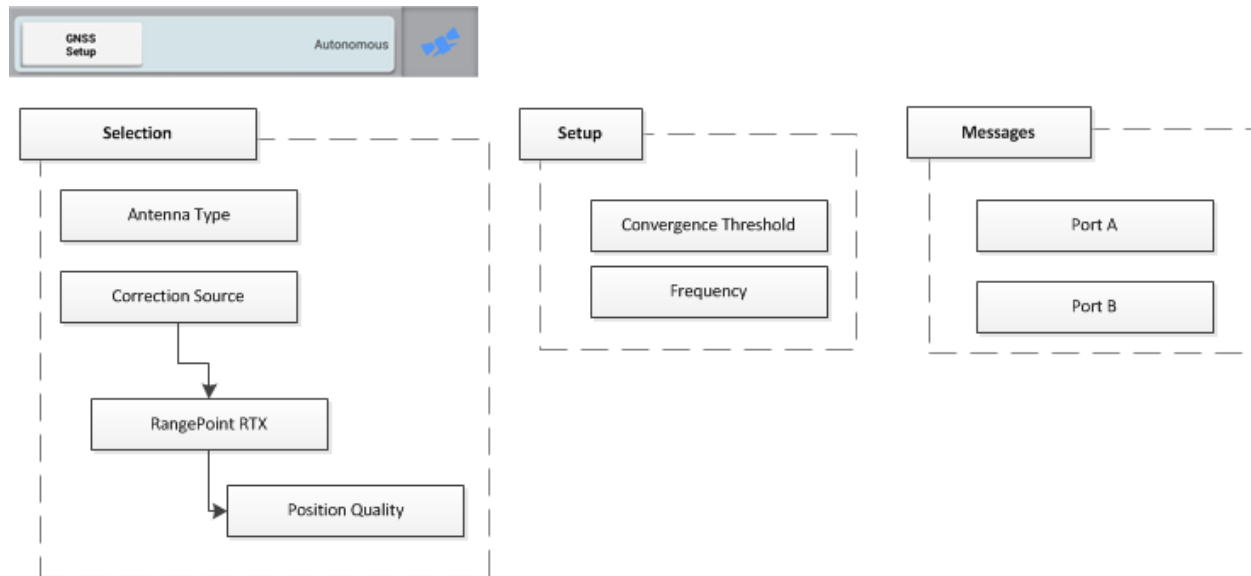 GNSS
Setup
Autonomous
Selection
Antenna Type
Correction Source
RangePoint RTX
Position Quality
Setup
Convergence Threshold
Frequency
Messages
Port A
Port B